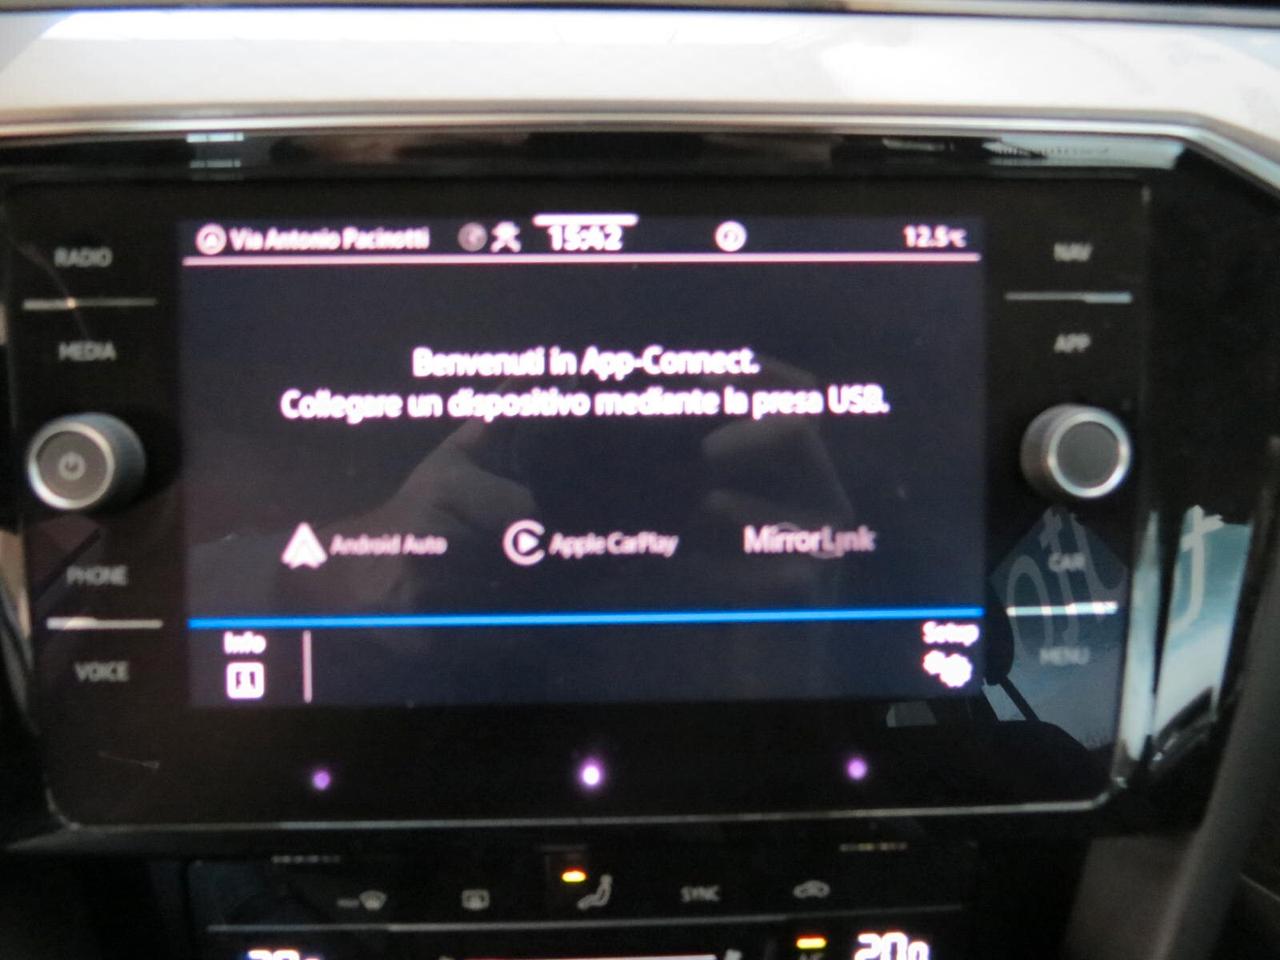 Via Antonio Pacinotti 15:42 12.5°C
RADIO
NAV
MEDIA
APP
Benvenuti in App-Connect.
Collegare un dispositivo mediante la presa USB.
Android Auto Apple CarPlay MirrorLink
PHONE
CAR
Info
Setup
VOICE
MENU
SYNC